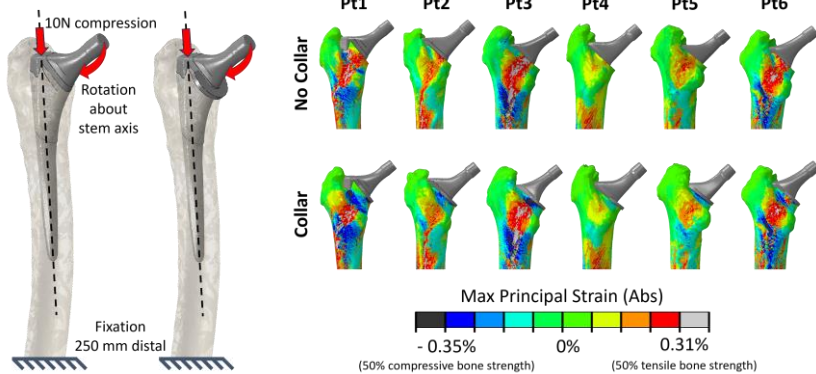 10N compression
Rotation
about
stem axis
Fixation
250 mm distal
Pt1 Pt2 Pt3 Pt4 Pt5 Pt6
No Collar
Collar
Max Principal Strain (Abs)
- 0.35% 0% 0.31%
(50% compressive bone strength) (50% tensile bone strength)